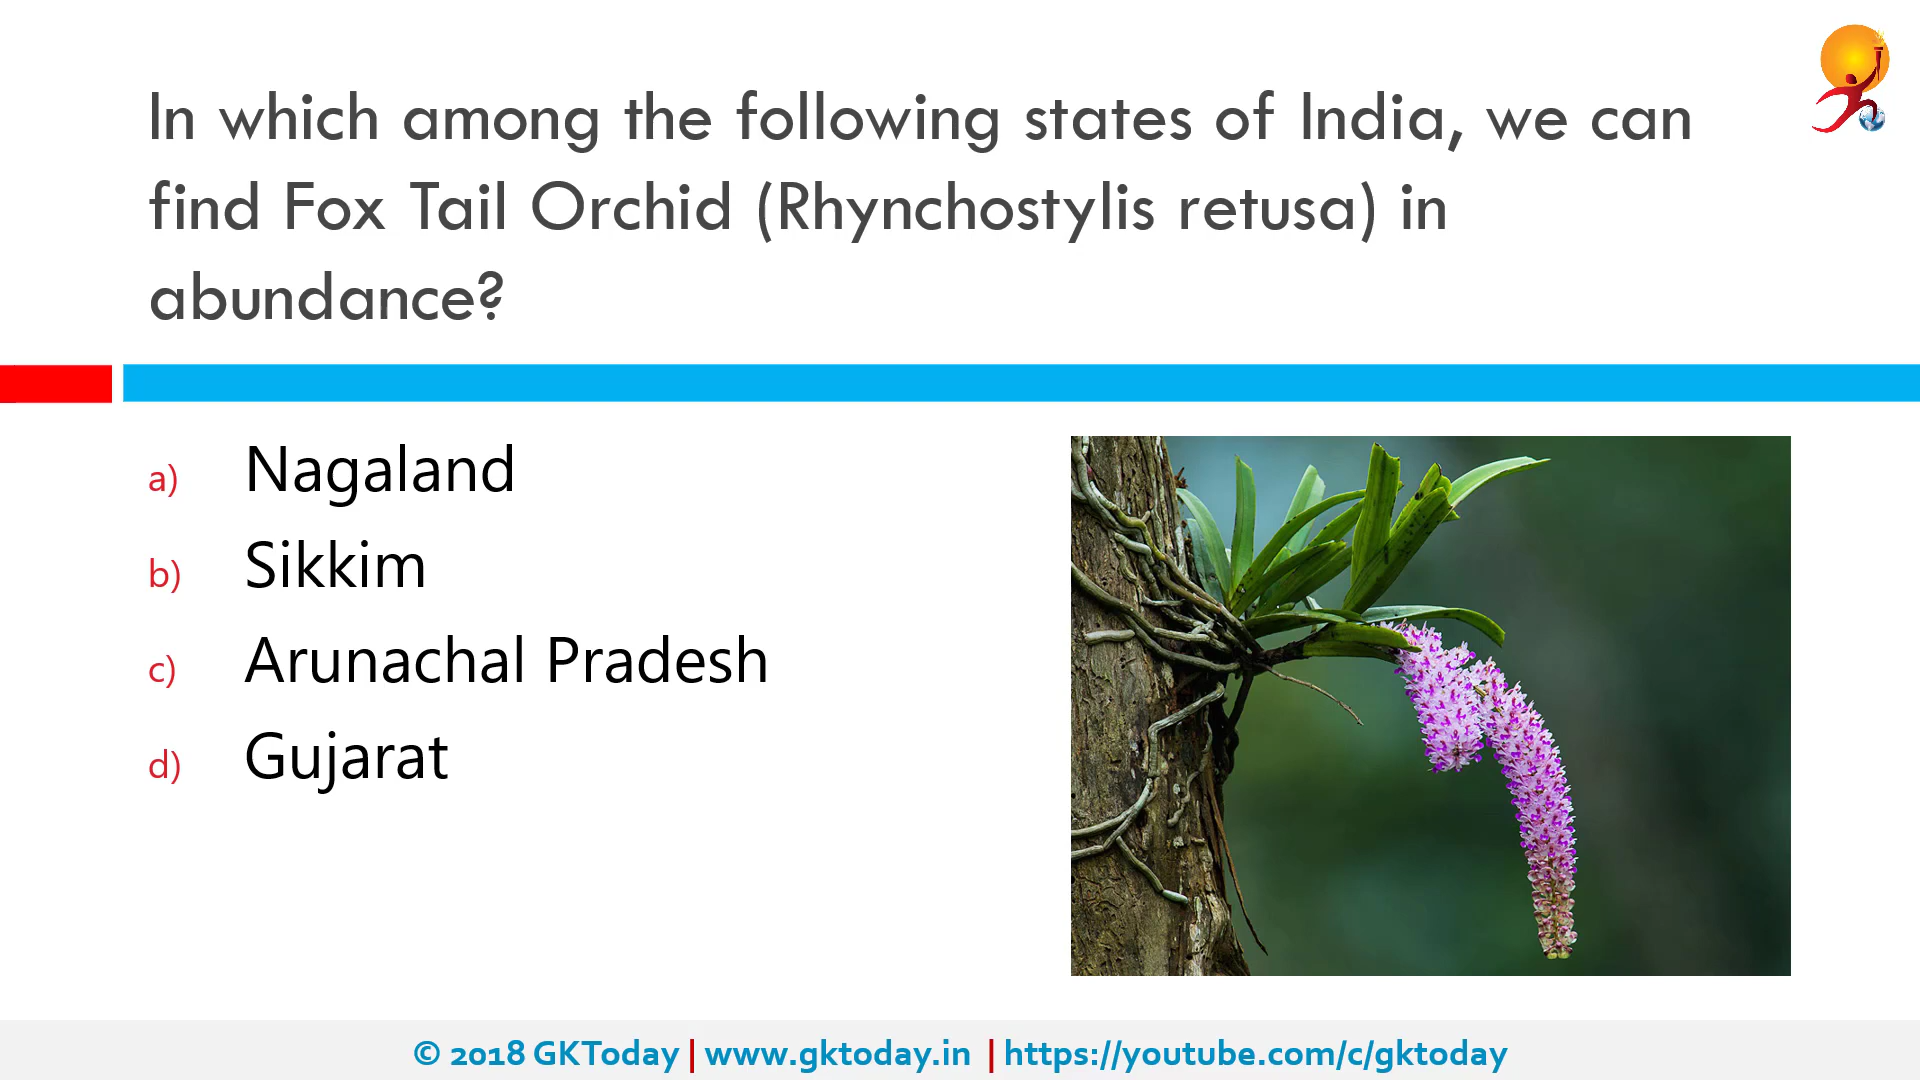 In which among the following states of India, we can
find Fox Tail Orchid (Rhynchostylis retusa) in
abundance?
a) Nagaland
b) Sikkim
c) Arunachal Pradesh
d) Gujarat
© 2018 GKToday | www.gktoday.in | https://youtube.com/c/gktoday